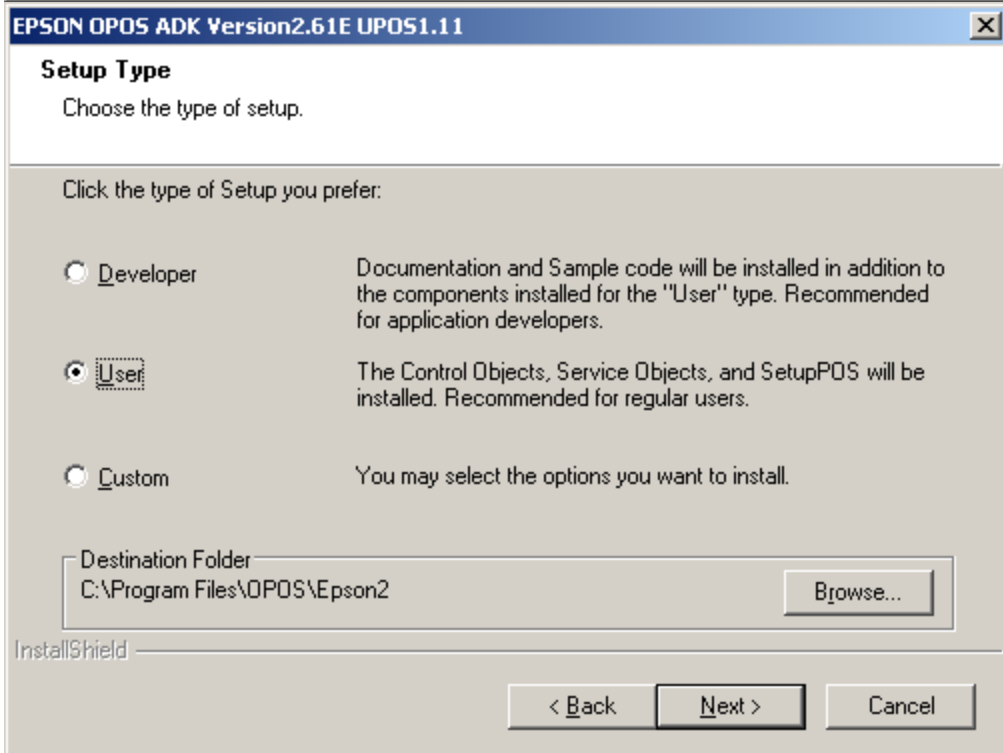 EPSON OPOS ADK Version2.61E UPOS1.11
Setup Type
Choose the type of setup.
Click the type of Setup you prefer:
Developer
Documentation and Sample code will be installed in addition to
the components installed for the "User" type. Recommended
for application developers.
User
The Control Objects, Service Objects, and SetupPOS will be
installed. Recommended for regular users.
Custom
You may select the options you want to install.
Destination Folder
C:\Program Files\OPOS\Epson2
Browse...
InstallShield
< Back
Next >
Cancel